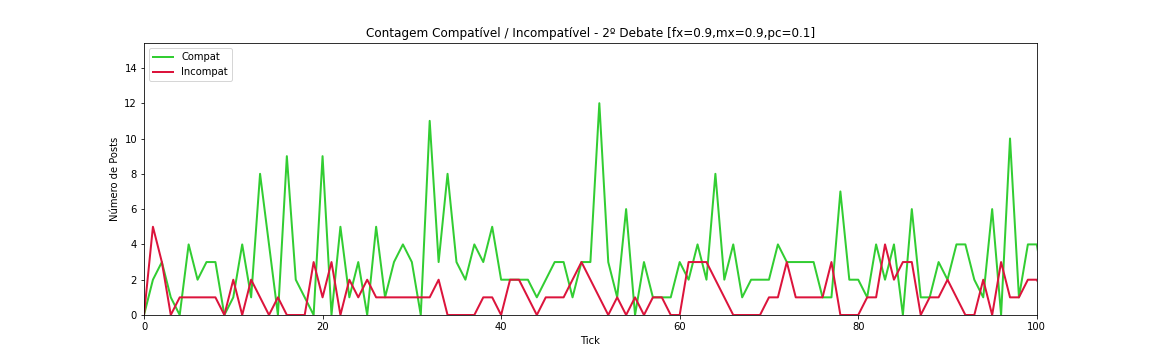 Contagem Compatível / Incompatível - 2º Debate [fx=0.9,mx=0.9,pc=0.1]
Compat
Incompat
Número de Posts
14
12
10
8
6
4
2
0
0 20 40 60 80 100
Tick